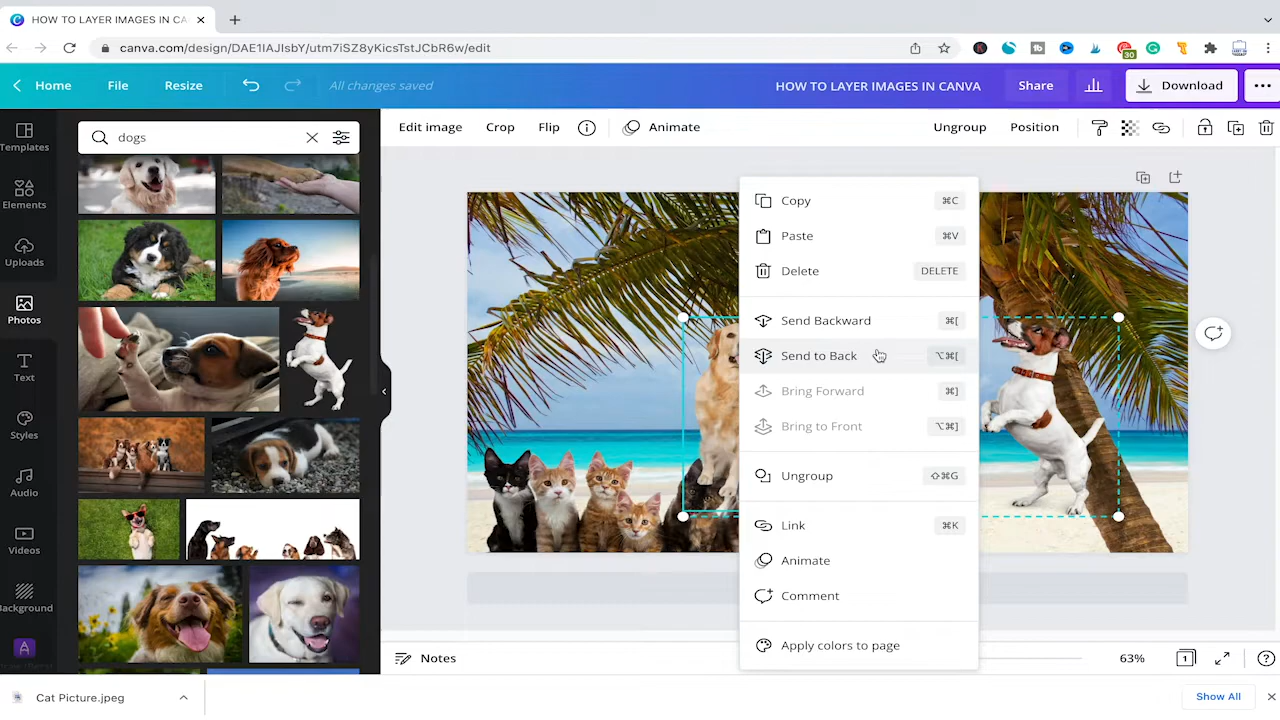 HOW TO LAYER IMAGES IN CA
canva.com/design/DAE1IAJIsbY/utm7iSZ8yKicsTstJCbR6w/edit
30
Home File Resize All changes saved HOW TO LAYER IMAGES IN CANVA Share Download
Templates
Elements
Uploads
Photos
Text
Styles
Audio
Videos
Background
dogs
Edit image Crop Flip Animate Ungroup Position
Copy ⌘C
Paste ⌘V
Delete DELETE
Send Backward ⌘[
Send to Back ⌥⌘[
Bring Forward ⌘]
Bring to Front ⌥⌘]
Ungroup ⇧⌘G
Link ⌘K
Animate
Comment
Apply colors to page
Notes 63% 1
Cat Picture.jpeg Show All